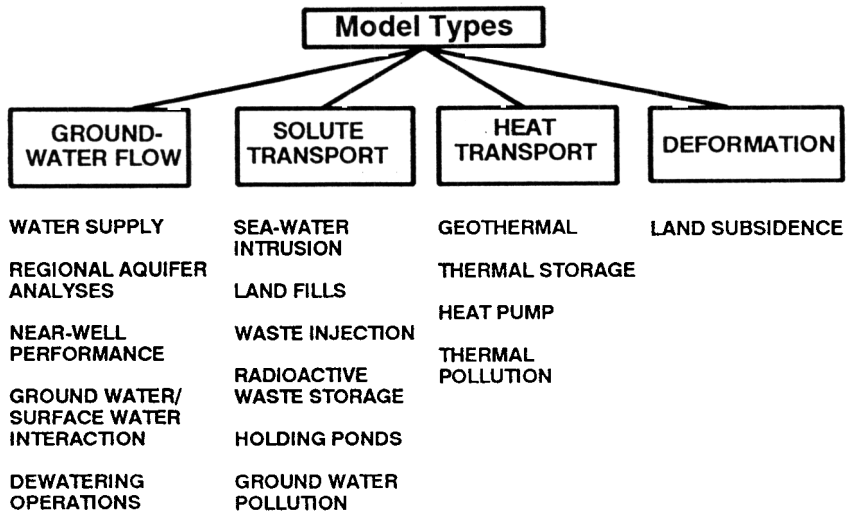 Model Types
GROUND-
WATER FLOW
SOLUTE
TRANSPORT
HEAT
TRANSPORT
DEFORMATION
WATER SUPPLY
REGIONAL AQUIFER
ANALYSES
NEAR-WELL
PERFORMANCE
GROUND WATER/
SURFACE WATER
INTERACTION
DEWATERING
OPERATIONS
SEA-WATER
INTRUSION
LAND FILLS
WASTE INJECTION
RADIOACTIVE
WASTE STORAGE
HOLDING PONDS
GROUND WATER
POLLUTION
GEOTHERMAL
THERMAL STORAGE
HEAT PUMP
THERMAL
POLLUTION
LAND SUBSIDENCE